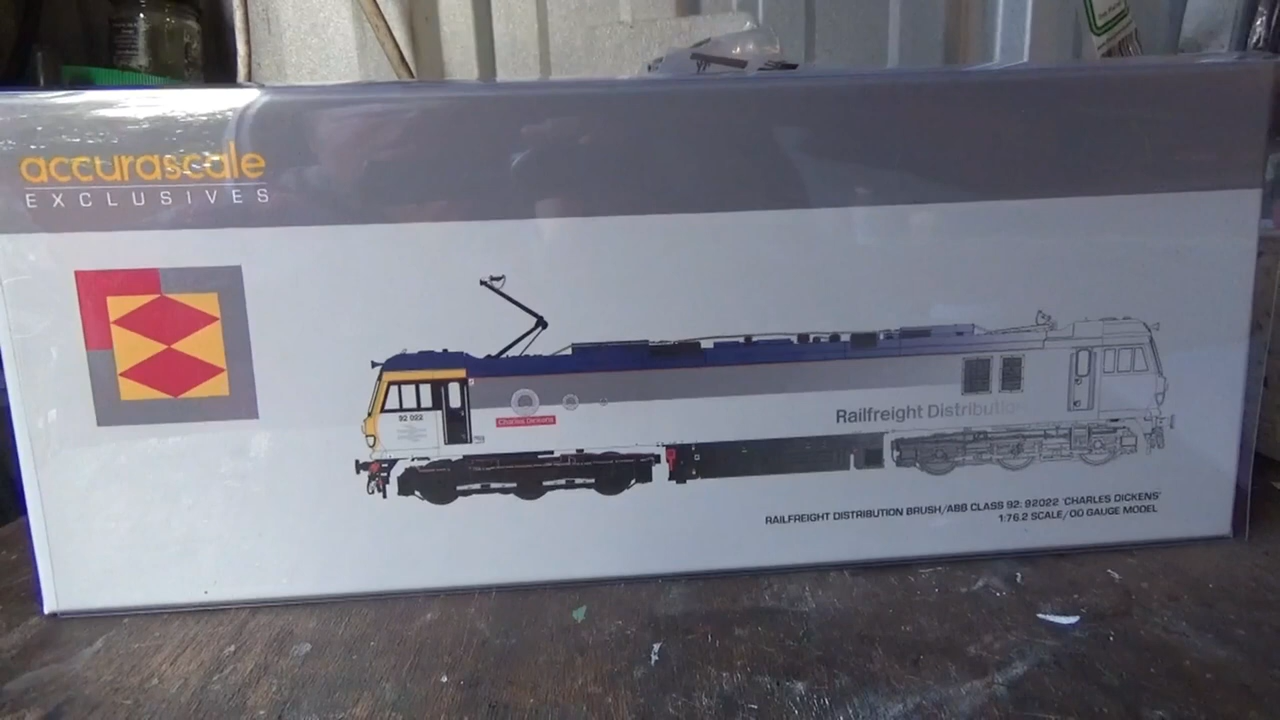 accurascale
EXCLUSIVES
92 022
Charles Dickens
Railfreight Distribution
RAILFREIGHT DISTRIBUTION BRUSH/ABB CLASS 92: 92022 'CHARLES DICKENS'
1:76.2 SCALE/OO GAUGE MODEL